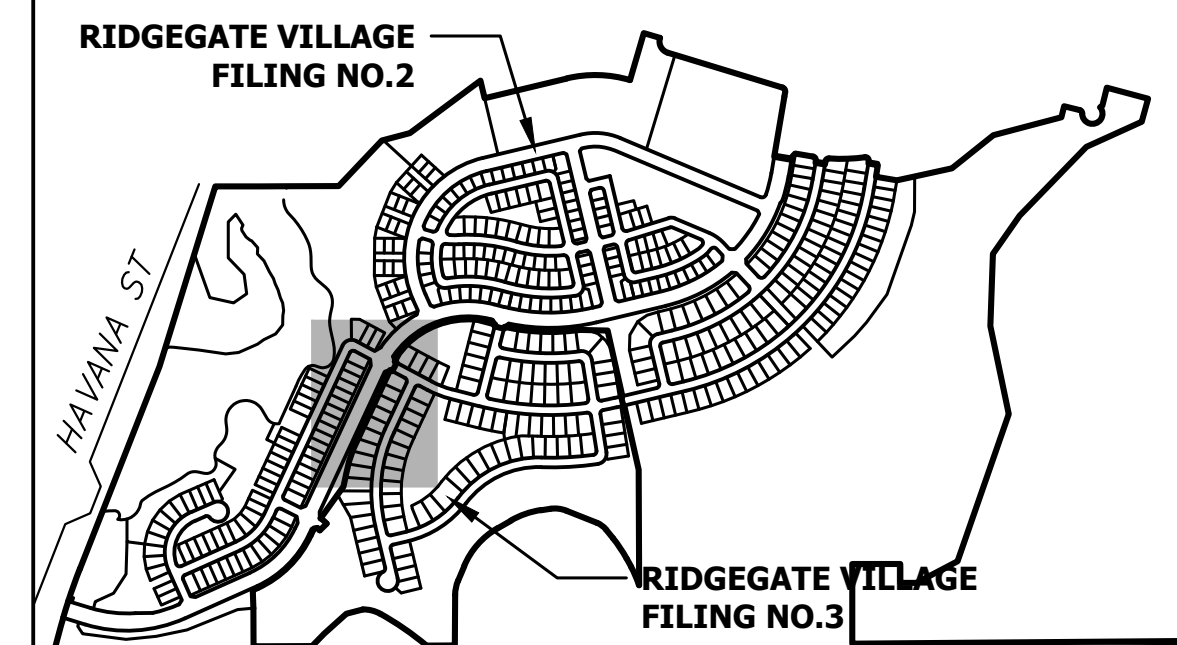 RIDGEGATE VILLAGE
FILING NO.2
HAVANA ST
RIDGEGATE VILLAGE
FILING NO.3